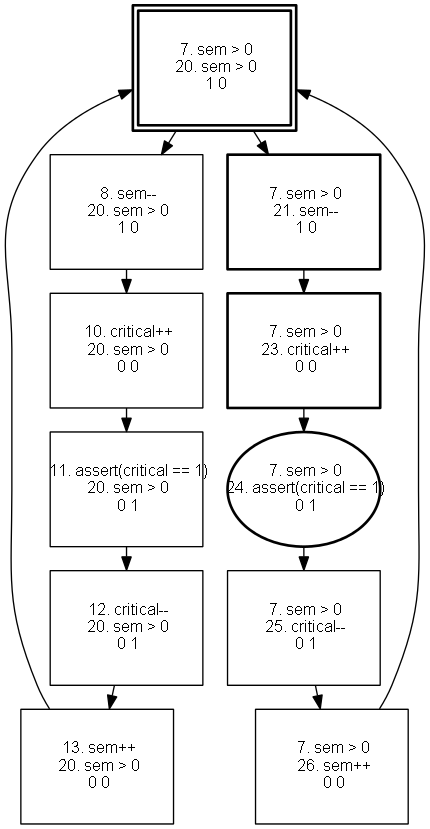 7. sem > 0
20. sem > 0
1 0
8. sem--
20. sem > 0
1 0
7. sem > 0
21. sem--
1 0
10. critical++
20. sem > 0
0 0
7. sem > 0
23. critical++
0 0
11. assert(critical == 1)
20. sem > 0
0 1
7. sem > 0
24. assert(critical == 1)
0 1
12. critical--
20. sem > 0
0 1
7. sem > 0
25. critical--
0 1
13. sem++
20. sem > 0
0 0
7. sem > 0
26. sem++
0 0